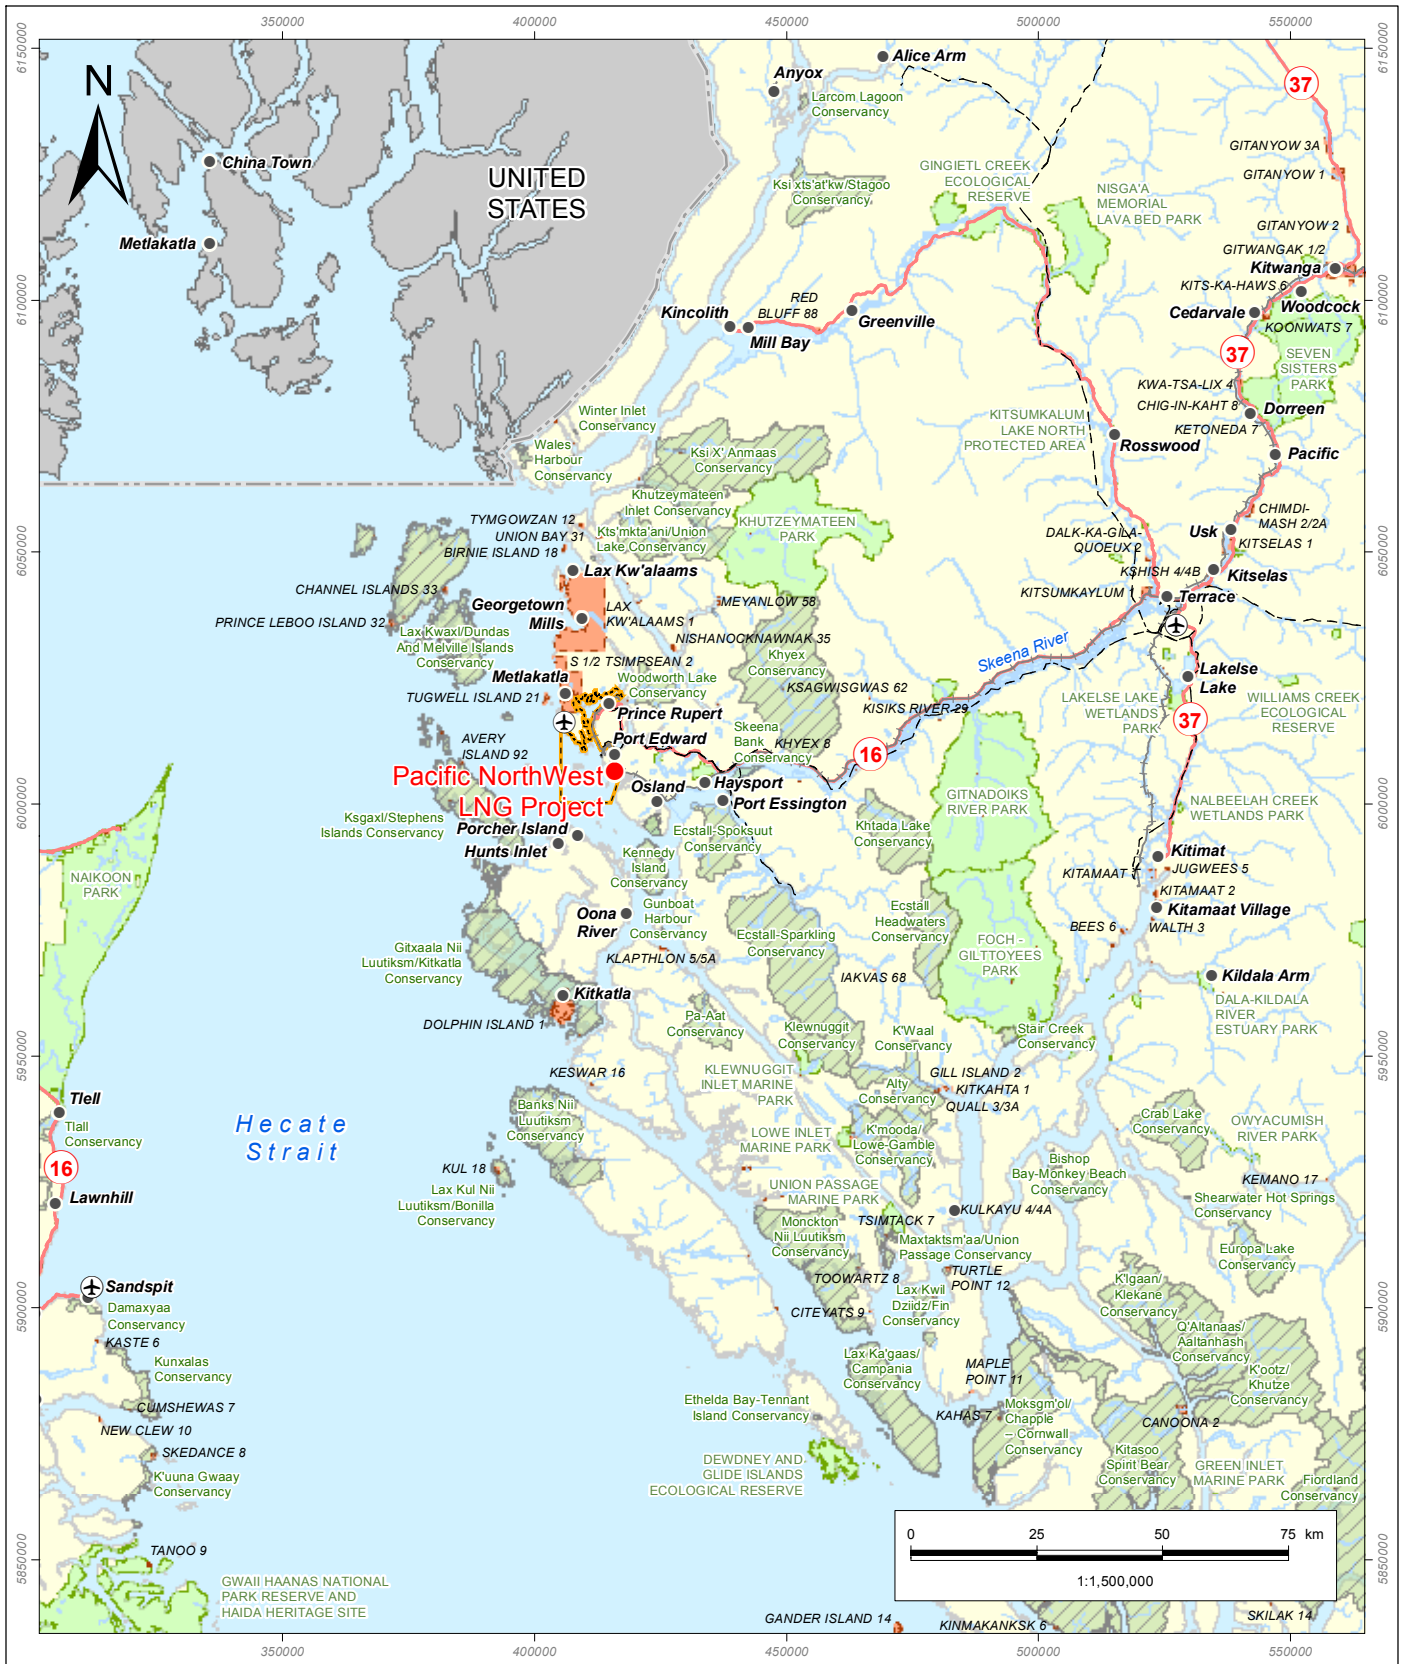 350000
400000
450000
500000
550000
6150000
6150000
N
Alice Arm
Anyox
Larcom Lagoon
Conservancy
37
China Town
UNITED
STATES
GITANYOW 3A
GITANYOW 1
GINGIETL CREEK
ECOLOGICAL
RESERVE
Ksi xts'at'kw/Stagoo
Conservancy
NISGA'A
MEMORIAL
LAVA BED PARK
GITANYOW 2
Metlakatla
GITWANGAK 1/2
Kitwanga
KITS-KA-HAWS 6
Woodcock
6100000
6100000
RED
BLUFF 88
Kincolith
Mill Bay
Greenville
Cedarvale
KOONWATS 7
37
SEVEN
SISTERS
PARK
KWA-TSA-LIX 4
CHIG-IN-KAHT 8
Dorreen
KETONEDA 7
Winter Inlet
Conservancy
KITSUMKALUM
LAKE NORTH
PROTECTED AREA
Rosswood
Pacific
Wales
Harbour
Conservancy
Ksi X' Anmaas
Conservancy
Khutzeymateen
Inlet Conservancy
KHUTZEYMATEEN
PARK
TYMGOWZAN 12
UNION BAY 31
BIRNIE ISLAND 18
Kts'mkta'ani/Union
Lake Conservancy
CHIMDI-
MASH 2/2A
DALK-KA-GILA-
QUOEUX 2
Usk
KITSELAS 1
6050000
6050000
Lax Kw'alaams
KSHISH 4/4B
Kitselas
CHANNEL ISLANDS 33
KITSUMKAYLUM 1
Terrace
Georgetown
Mills
LAX
KW'ALAAMS 1
MEYANLOW 58
PRINCE LEBOO ISLAND 32
Lax Kwaxl/Dundas
And Melville Islands
Conservancy
NISHANOCKNAWNAK 35
Khyex
Conservancy
Skeena River
S 1/2 TSIMPSEAN 2
Metlakatla
Woodworth Lake
Conservancy
KSAGWISGWAS 62
Lakelse
Lake
TUGWELL ISLAND 21
KISIKS RIVER 29
LAKELSE LAKE
WETLANDS
PARK
WILLIAMS CREEK
ECOLOGICAL
RESERVE
Prince Rupert
37
AVERY
ISLAND 92
Port Edward
Skeena
Bank
Conservancy
KHYEX 8
16
Pacific NorthWest
LNG Project
Osland
Haysport
Port Essington
GITNADOIKS
RIVER PARK
NALBEELAH CREEK
WETLANDS PARK
6000000
6000000
Ksgaxl/Stephens
Islands Conservancy
Porcher Island
Hunts Inlet
Ecstall-Spoksuut
Conservancy
Khtada Lake
Conservancy
Kitimat
JUGWEES 5
KITAMAAT 1
NAIKOON
PARK
Kennedy
Island
Conservancy
KITAMAAT 2
Kitamaat Village
Oona
River
Gunboat
Harbour
Conservancy
Ecstall
Headwaters
Conservancy
BEES 6
WALTH 3
Ecstall-Sparkling
Conservancy
FOCH -
GILTTOYEES
PARK
Gitxaala Nii
Luutiksm/Kitkatla
Conservancy
KLAPTHLON 5/5A
IAKVAS 68
Kildala Arm
Kitkatla
DALA-KILDALA
RIVER
ESTUARY PARK
DOLPHIN ISLAND 1
Pa-Aat
Conservancy
Klewnuggit
Conservancy
K'Waal
Conservancy
Stair Creek
Conservancy
5950000
5950000
KESWAR 16
KLEWNUGGIT
INLET MARINE
PARK
GILL ISLAND 2
KITKAHTA 1
QUALL 3/3A
Alty
Conservancy
Tlell
Tlall
Conservancy
Hecate
Strait
Banks Nii
Luutiksm
Conservancy
LOWE INLET
MARINE PARK
K'mooda/
Lowe-Gamble
Conservancy
Crab Lake
Conservancy
OWYACUMISH
RIVER PARK
16
KUL 18
Bishop
Bay-Monkey Beach
Conservancy
KEMANO 17
Lawnhill
Lax Kul Nii
Luutiksm/Bonilla
Conservancy
UNION PASSAGE
MARINE PARK
Shearwater Hot Springs
Conservancy
Monckton
Nii Luutiksm
Conservancy
TSIMTACK 7
KULKAYU 4/4A
Maxtaktsm'aa/Union
Passage Conservancy
Europa Lake
Conservancy
TOOWARTZ 8
TURTLE
POINT 12
K'lgaan/
Klekane
Conservancy
Sandspit
Damaxyaa
Conservancy
CITEYATS 9
Lax Kwil
Dziidz/Fin
Conservancy
5900000
5900000
KASTE 6
Q'Altanaas/
Aaltanhash
Conservancy
Kunxalas
Conservancy
Lax Ka'gaas/
Campania
Conservancy
MAPLE
POINT 11
K'ootz/
Khutze
Conservancy
CUMSHEWAS 7
Ethelda Bay-Tennant
Island Conservancy
KAHAS 7
Moksgm'ol/
Chapple
– Cornwall
Conservancy
CANOONA 2
NEW CLEW 10
SKEDANCE 8
K'uuna Gwaay
Conservancy
DEWDNEY AND
GLIDE ISLANDS
ECOLOGICAL RESERVE
Kitasoo
Spirit Bear
Conservancy
GREEN INLET
MARINE PARK
Fiordland
Conservancy
0 25 50 75 km
1:1,500,000
TANOO 9
5850000
5850000
GWAII HAANAS NATIONAL
PARK RESERVE AND
HAIDA HERITAGE SITE
GANDER ISLAND 14
KINMAKANKSK 6
SKILAK 14
350000
400000
450000
500000
550000